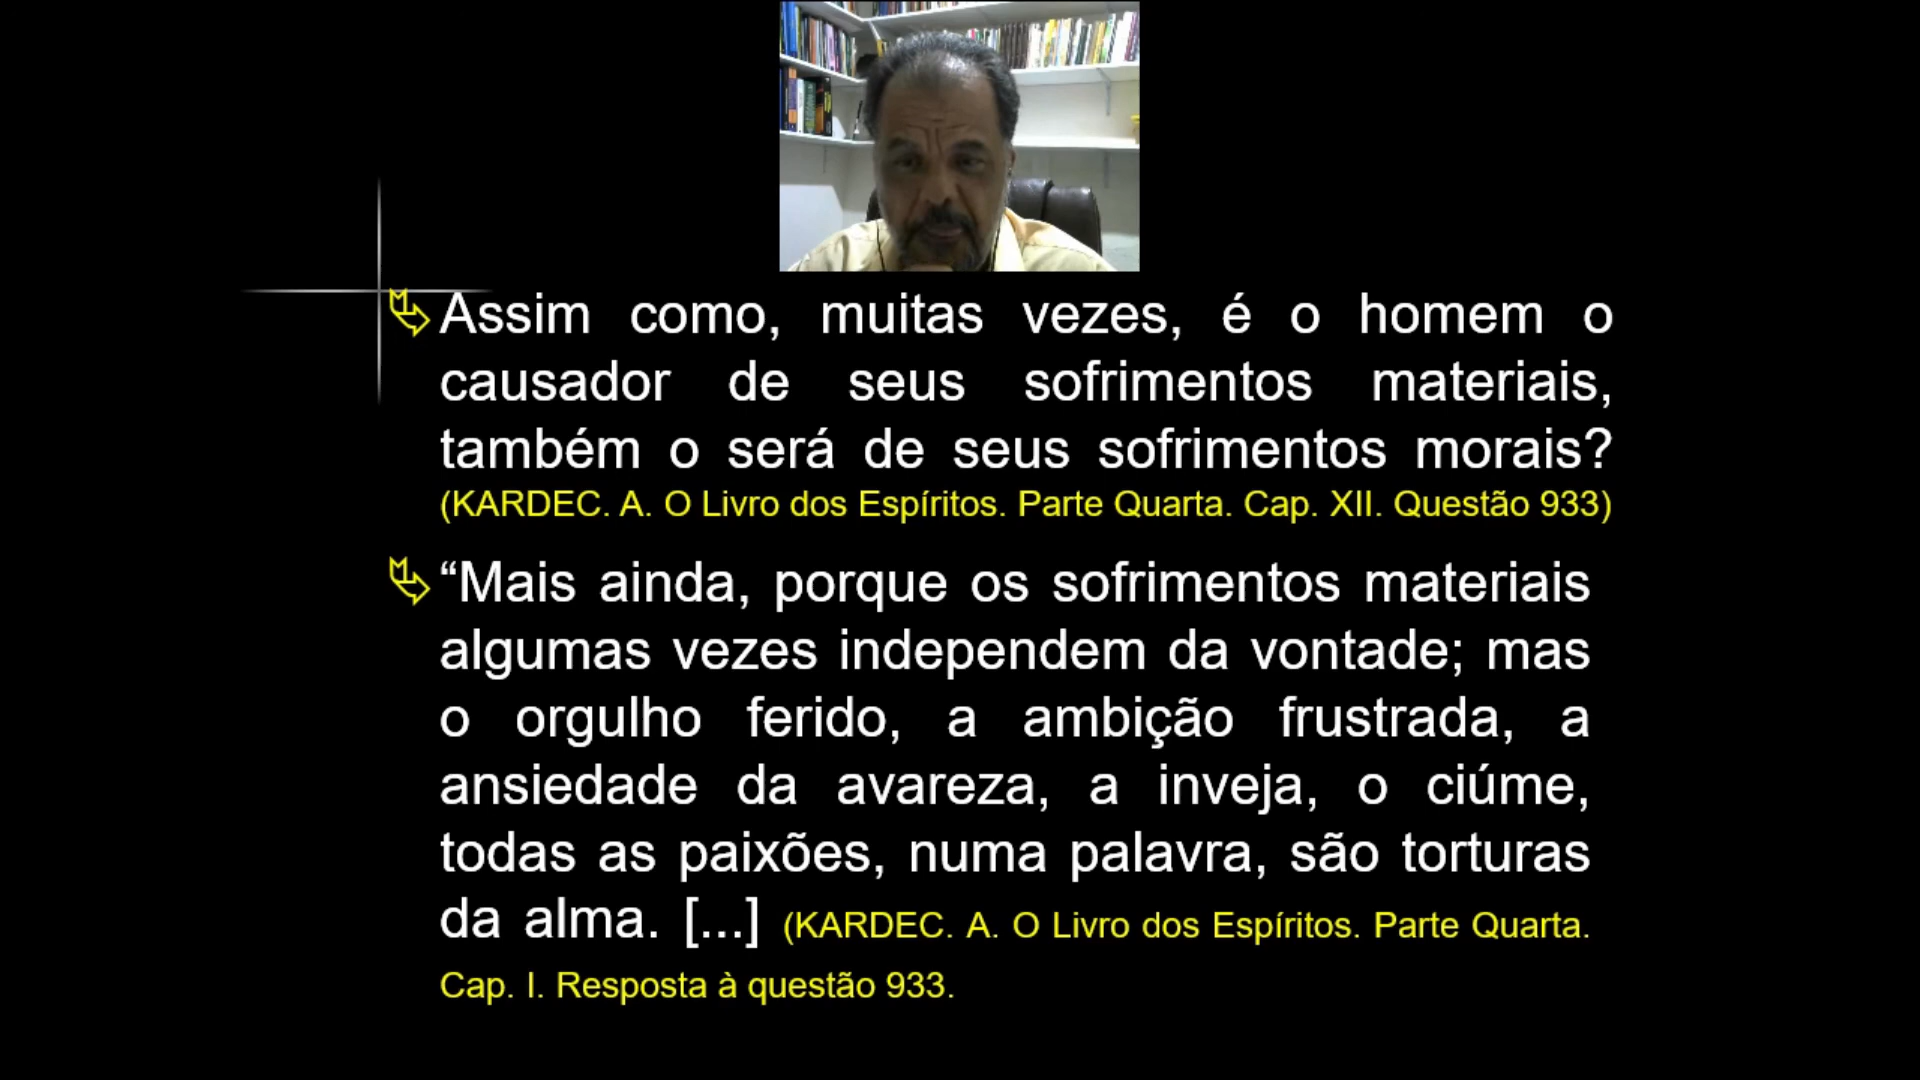 Assim como, muitas vezes, é o homem o
causador de seus sofrimentos materiais,
também o será de seus sofrimentos morais?
(KARDEC. A. O Livro dos Espíritos. Parte Quarta. Cap. XII. Questão 933)
“Mais ainda, porque os sofrimentos materiais
algumas vezes independem da vontade; mas
o orgulho ferido, a ambição frustrada, a
ansiedade da avareza, a inveja, o ciúme,
todas as paixões, numa palavra, são torturas
da alma. [...] (KARDEC. A. O Livro dos Espíritos. Parte Quarta.
Cap. I. Resposta à questão 933.